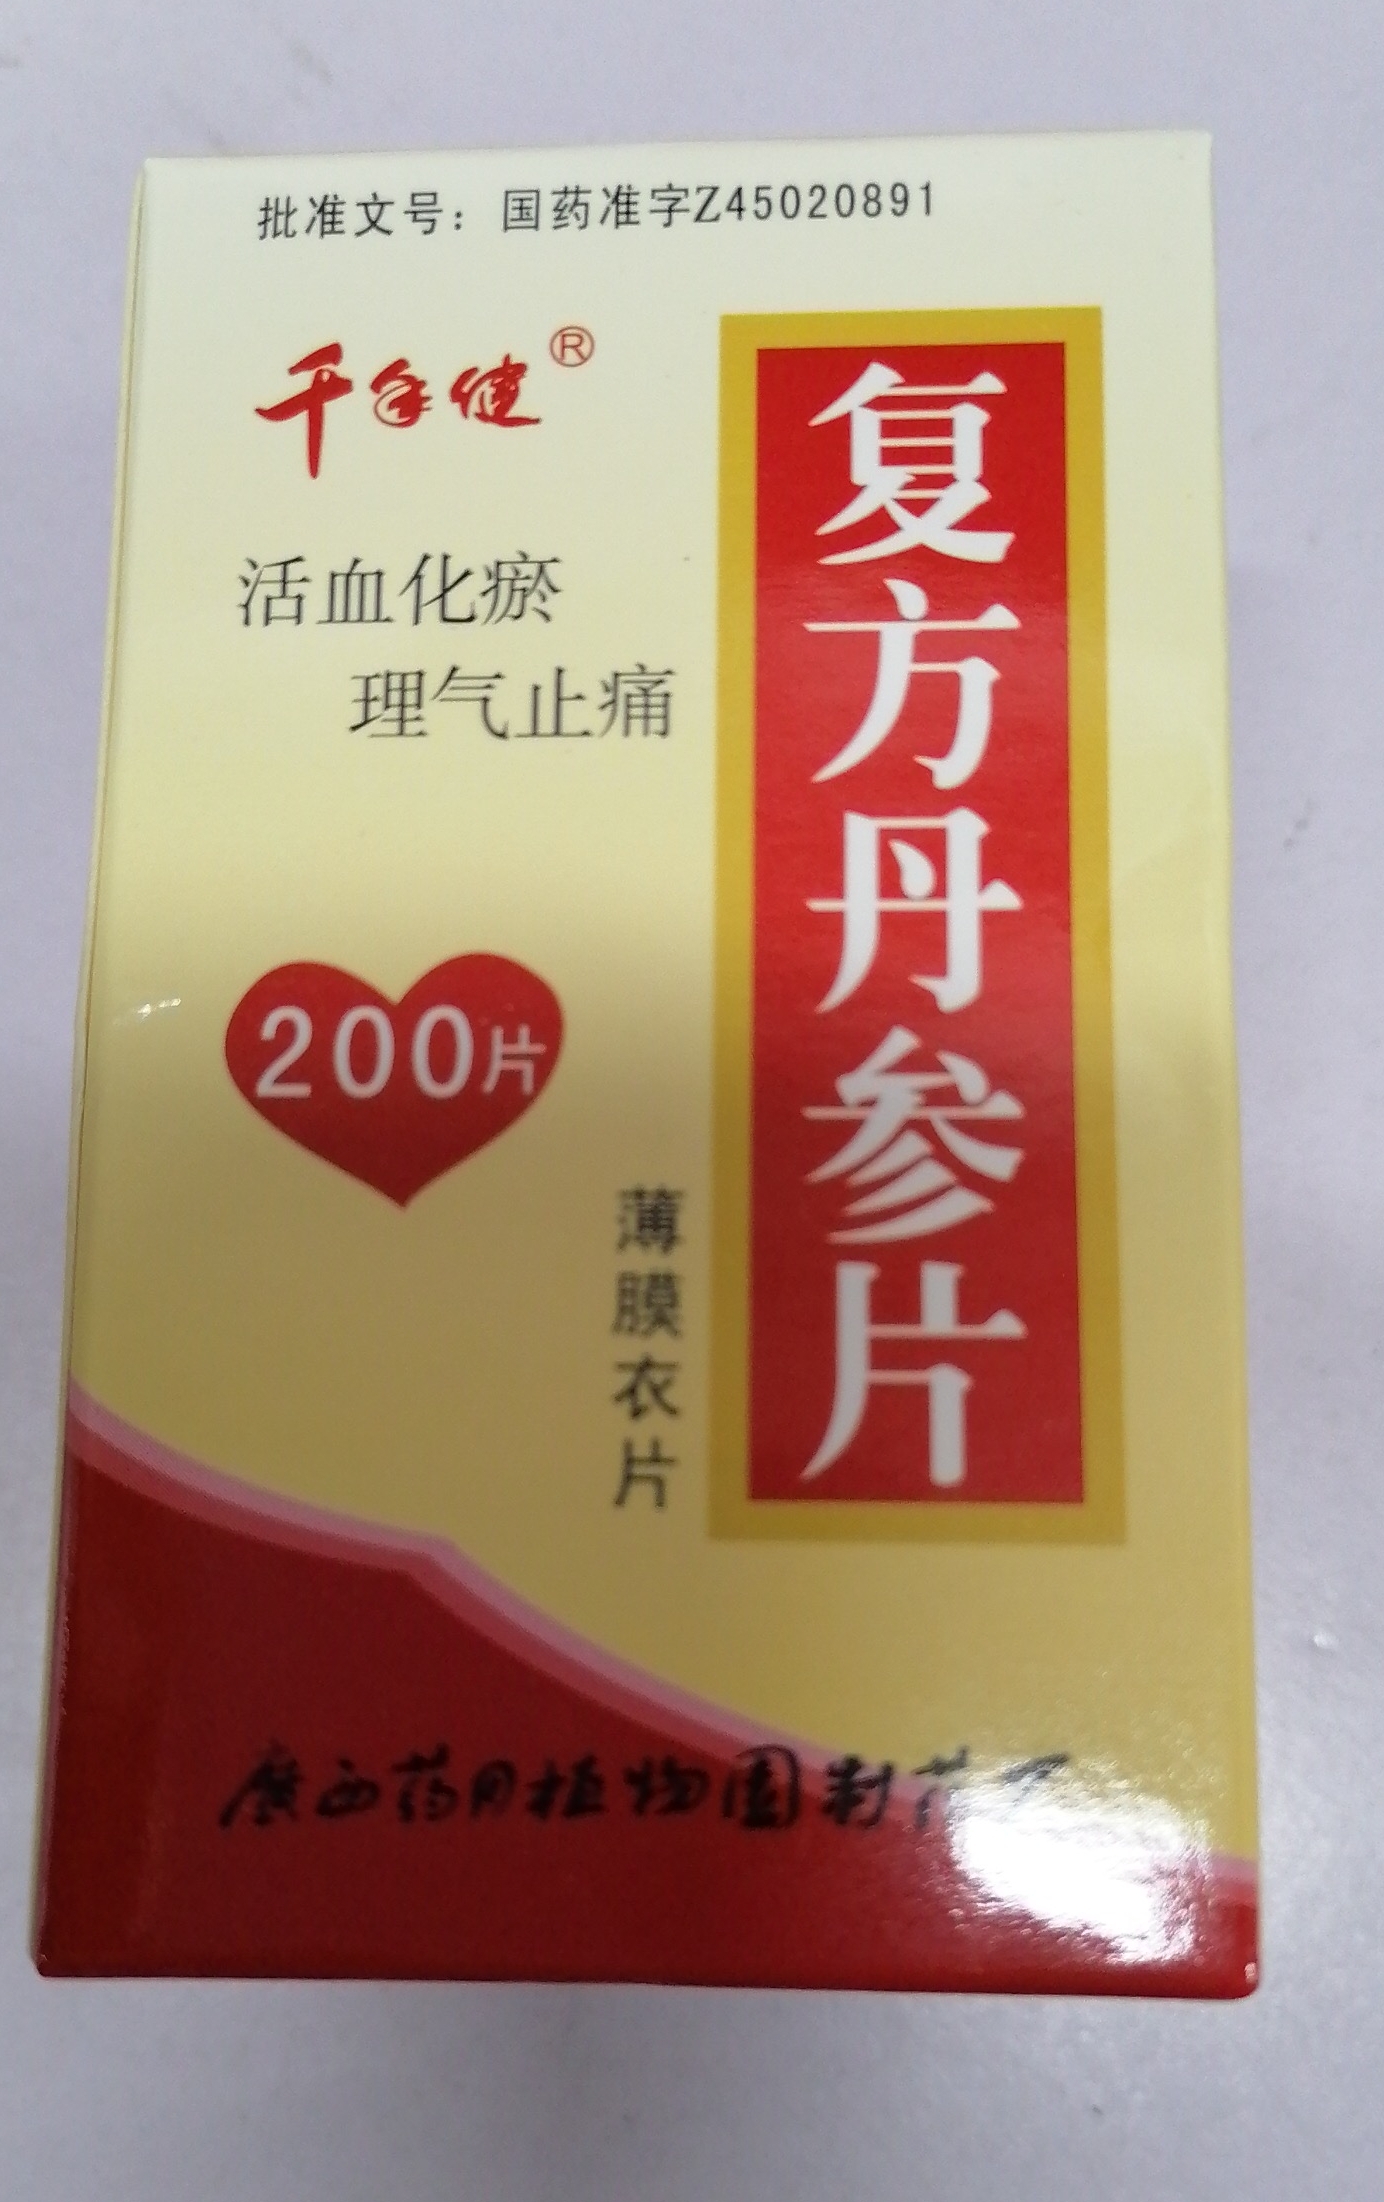 批准文号：国药准字Z45020891
千年健®
活血化瘀
理气止痛
复方丹参片
200片
薄膜衣片
廣西药用植物园制药厂